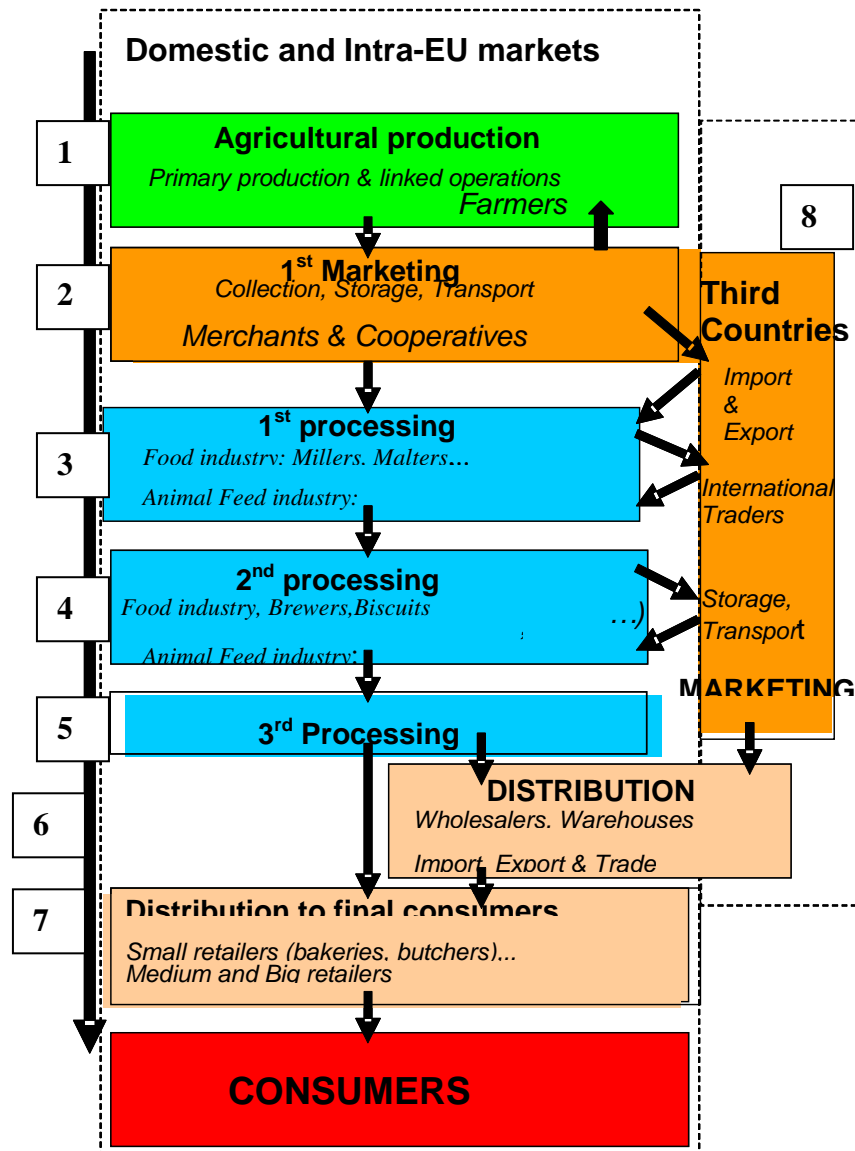 Domestic and Intra-EU markets
1
Agricultural production
Primary production & linked operations
Farmers
2
1st Marketing
Collection, Storage, Transport
Merchants & Cooperatives
3
1st processing
Food industry: Millers. Malters...
Animal Feed industry:
4
2nd processing
Food industry, Brewers,Biscuits
, ...)
Animal Feed industry:
5
3rd Processing
6
DISTRIBUTION
Wholesalers. Warehouses
Import, Export & Trade
7
Distribution to final consumers
Small retailers (bakeries, butchers),..
Medium and Big retailers
CONSUMERS
8
Third
Countries
Import
&
Export
International
Traders
Storage,
Transport
MARKETING